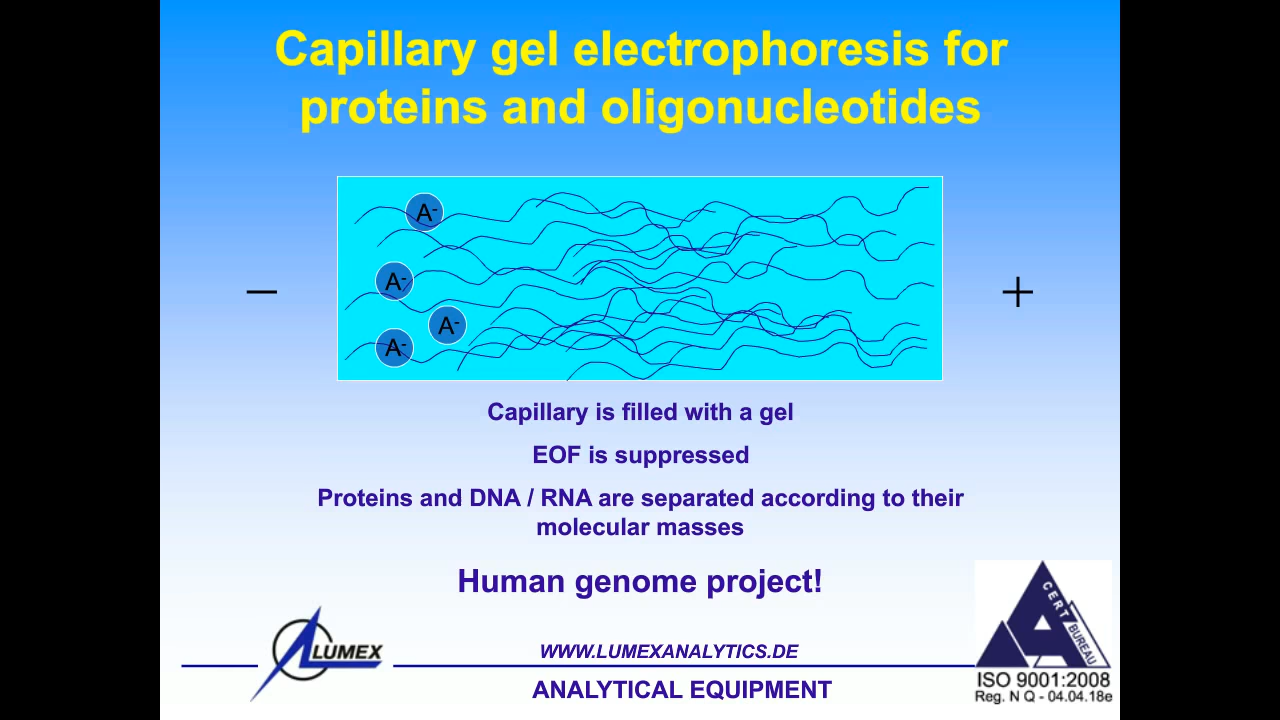 Capillary gel electrophoresis for
proteins and oligonucleotides
A-
A-
A-
A-
−
+
Capillary is filled with a gel
EOF is suppressed
Proteins and DNA / RNA are separated according to their
molecular masses
Human genome project!
LUMEX
WWW.LUMEXANALYTICS.DE
ANALYTICAL EQUIPMENT
CERT
BUREAU
ISO 9001:2008
Reg. N Q - 04.04.18e